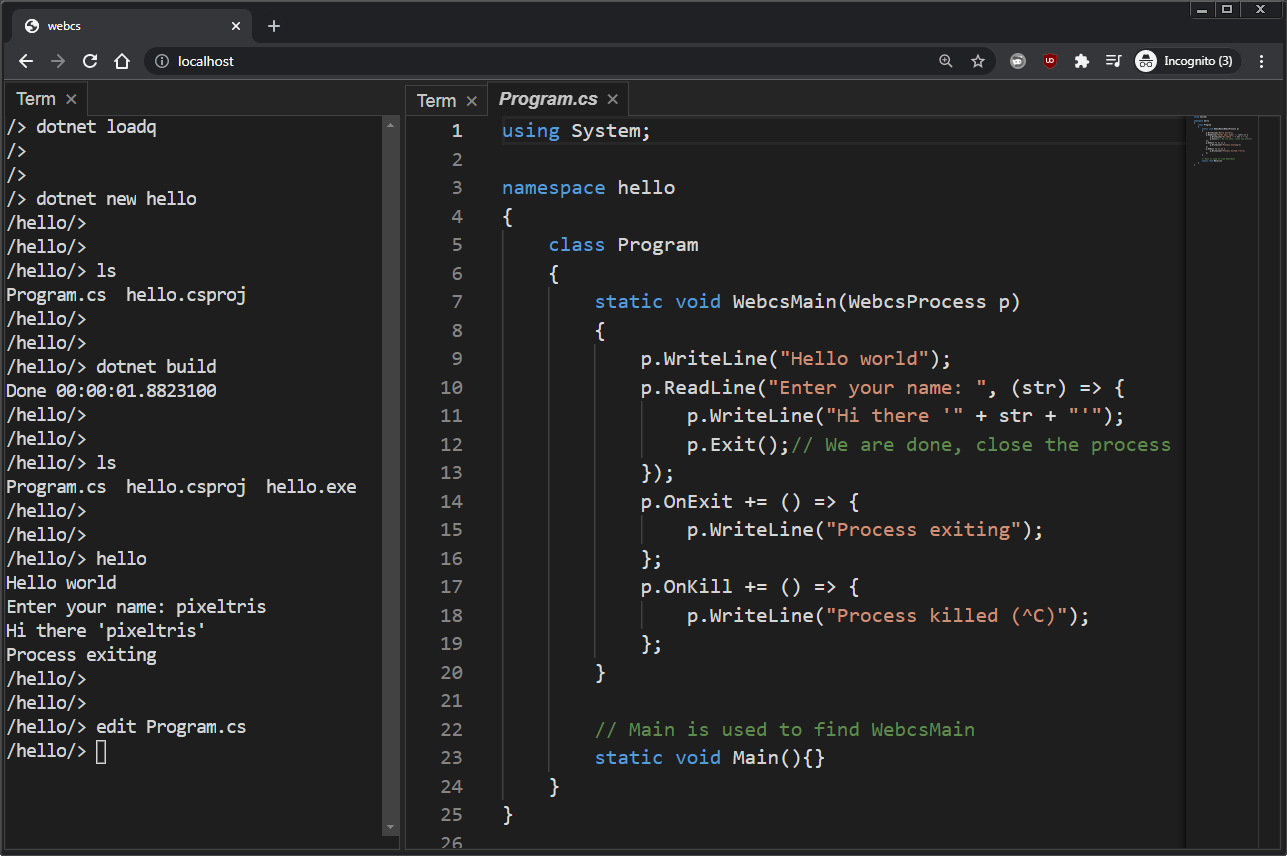 webcs
localhost
Incognito (3)
Term
/> dotnet loadq
/>
/>
/> dotnet new hello
/hello/>
/hello/>
/hello/> ls
Program.cs  hello.csproj
/hello/>
/hello/>
/hello/> dotnet build
Done 00:00:01.8823100
/hello/>
/hello/>
/hello/> ls
Program.cs  hello.csproj  hello.exe
/hello/>
/hello/>
/hello/> hello
Hello world
Enter your name: pixeltris
Hi there 'pixeltris'
Process exiting
/hello/>
/hello/>
/hello/> edit Program.cs
/hello/>
Term Program.cs
1 using System;
2
3 namespace hello
4 {
5     class Program
6     {
7         static void WebcsMain(WebcsProcess p)
8         {
9             p.WriteLine("Hello world");
10             p.ReadLine("Enter your name: ", (str) => {
11                 p.WriteLine("Hi there '" + str + "'");
12                 p.Exit();// We are done, close the process
13             });
14             p.OnExit += () => {
15                 p.WriteLine("Process exiting");
16             };
17             p.OnKill += () => {
18                 p.WriteLine("Process killed (^C)");
19             };
20         }
21
22         // Main is used to find WebcsMain
23         static void Main(){}
24     }
25 }
26